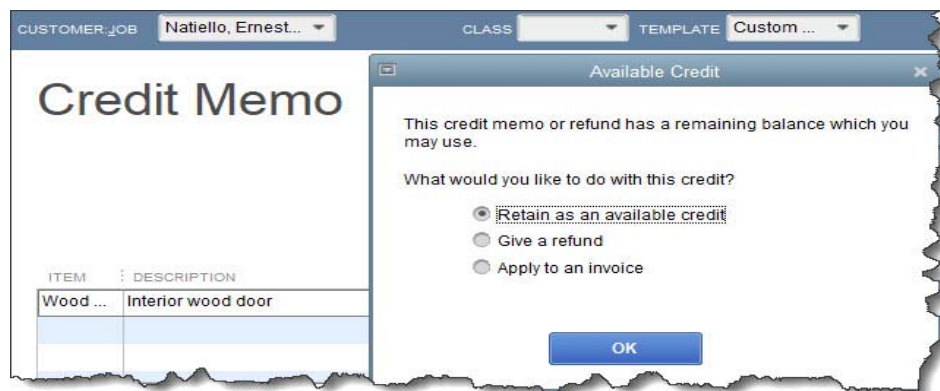 CUSTOMER:JOB Natiello, Ernest... CLASS TEMPLATE Custom ...
Available Credit
Credit Memo
This credit memo or refund has a remaining balance which you
may use.
What would you like to do with this credit?
Retain as an available credit
Give a refund
Apply to an invoice
ITEM DESCRIPTION
Wood ... Interior wood door
OK